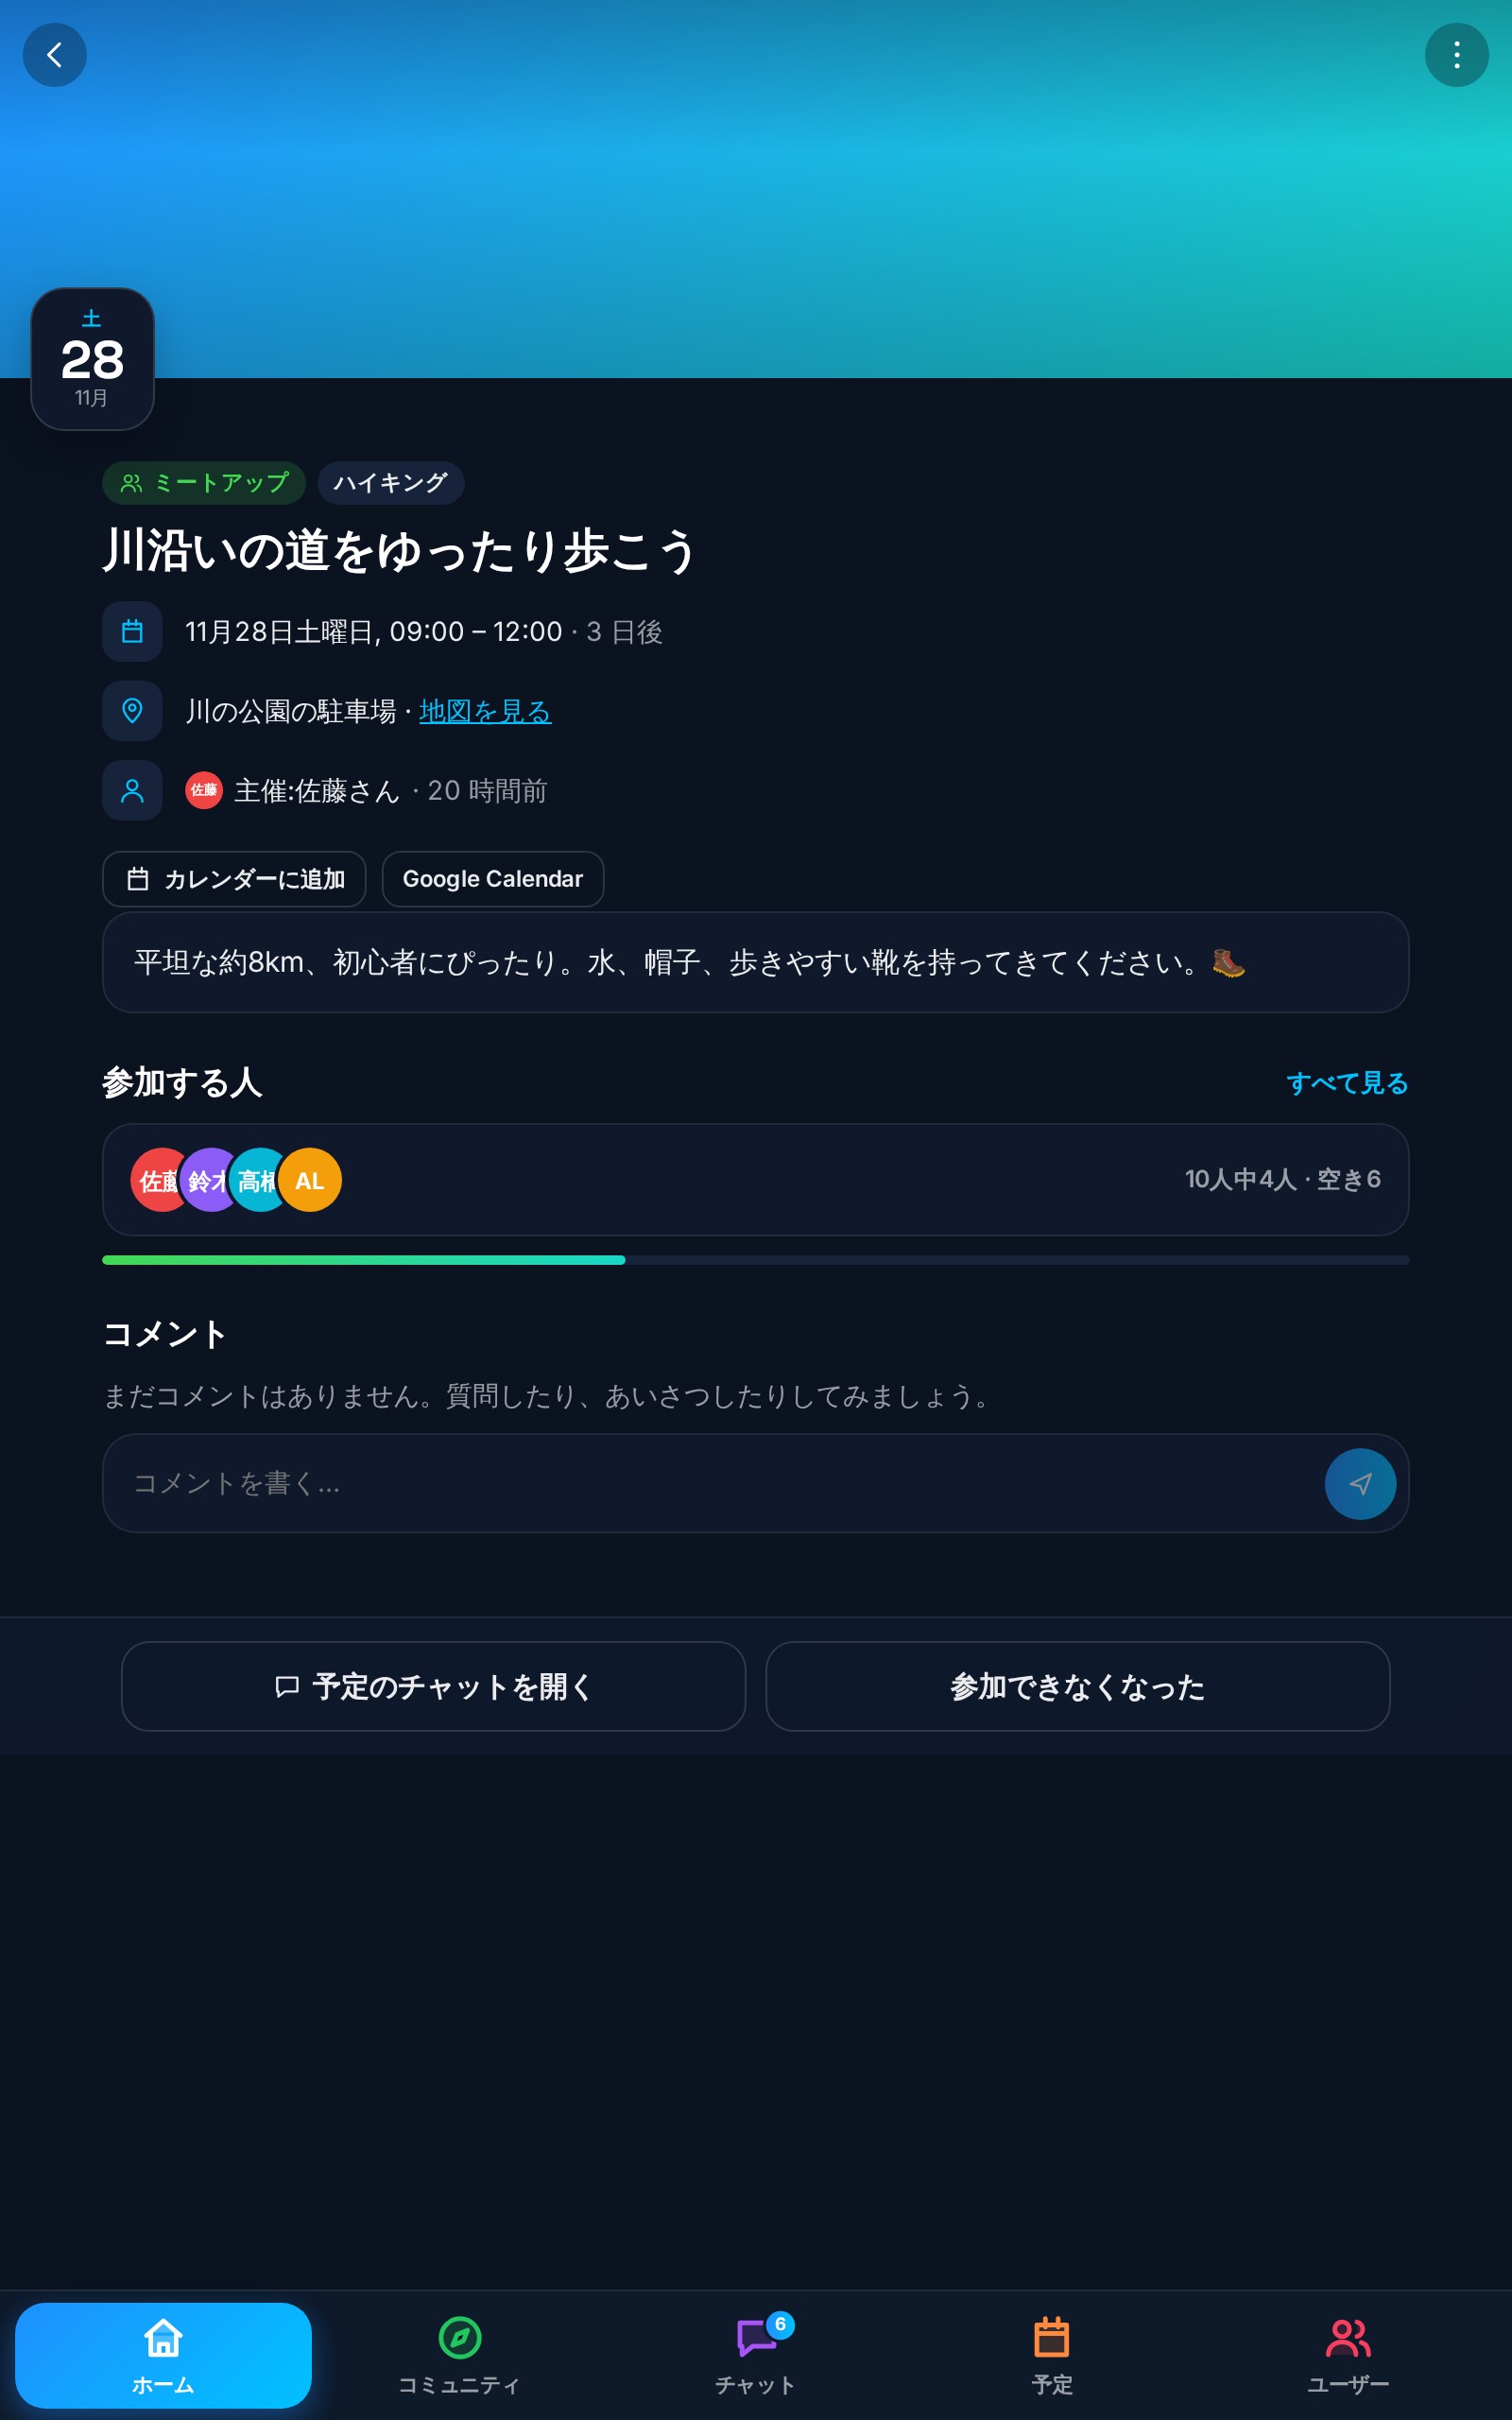 土
28
11月
ミートアップ ハイキング
川沿いの道をゆったり歩こう
11月28日土曜日, 09:00 – 12:00 · 3 日後
川の公園の駐車場 · 地図を見る
佐藤 主催:佐藤さん · 20 時間前
カレンダーに追加 Google Calendar
平坦な約8km、初心者にぴったり。水、帽子、歩きやすい靴を持ってきてください。🥾
参加する人 すべて見る
佐藤 鈴木 高橋 AL 10人中4人 · 空き6
コメント
まだコメントはありません。質問したり、あいさつしたりしてみましょう。
コメントを書く...
予定のチャットを開く 参加できなくなった
6
ホーム コミュニティ チャット 予定 ユーザー